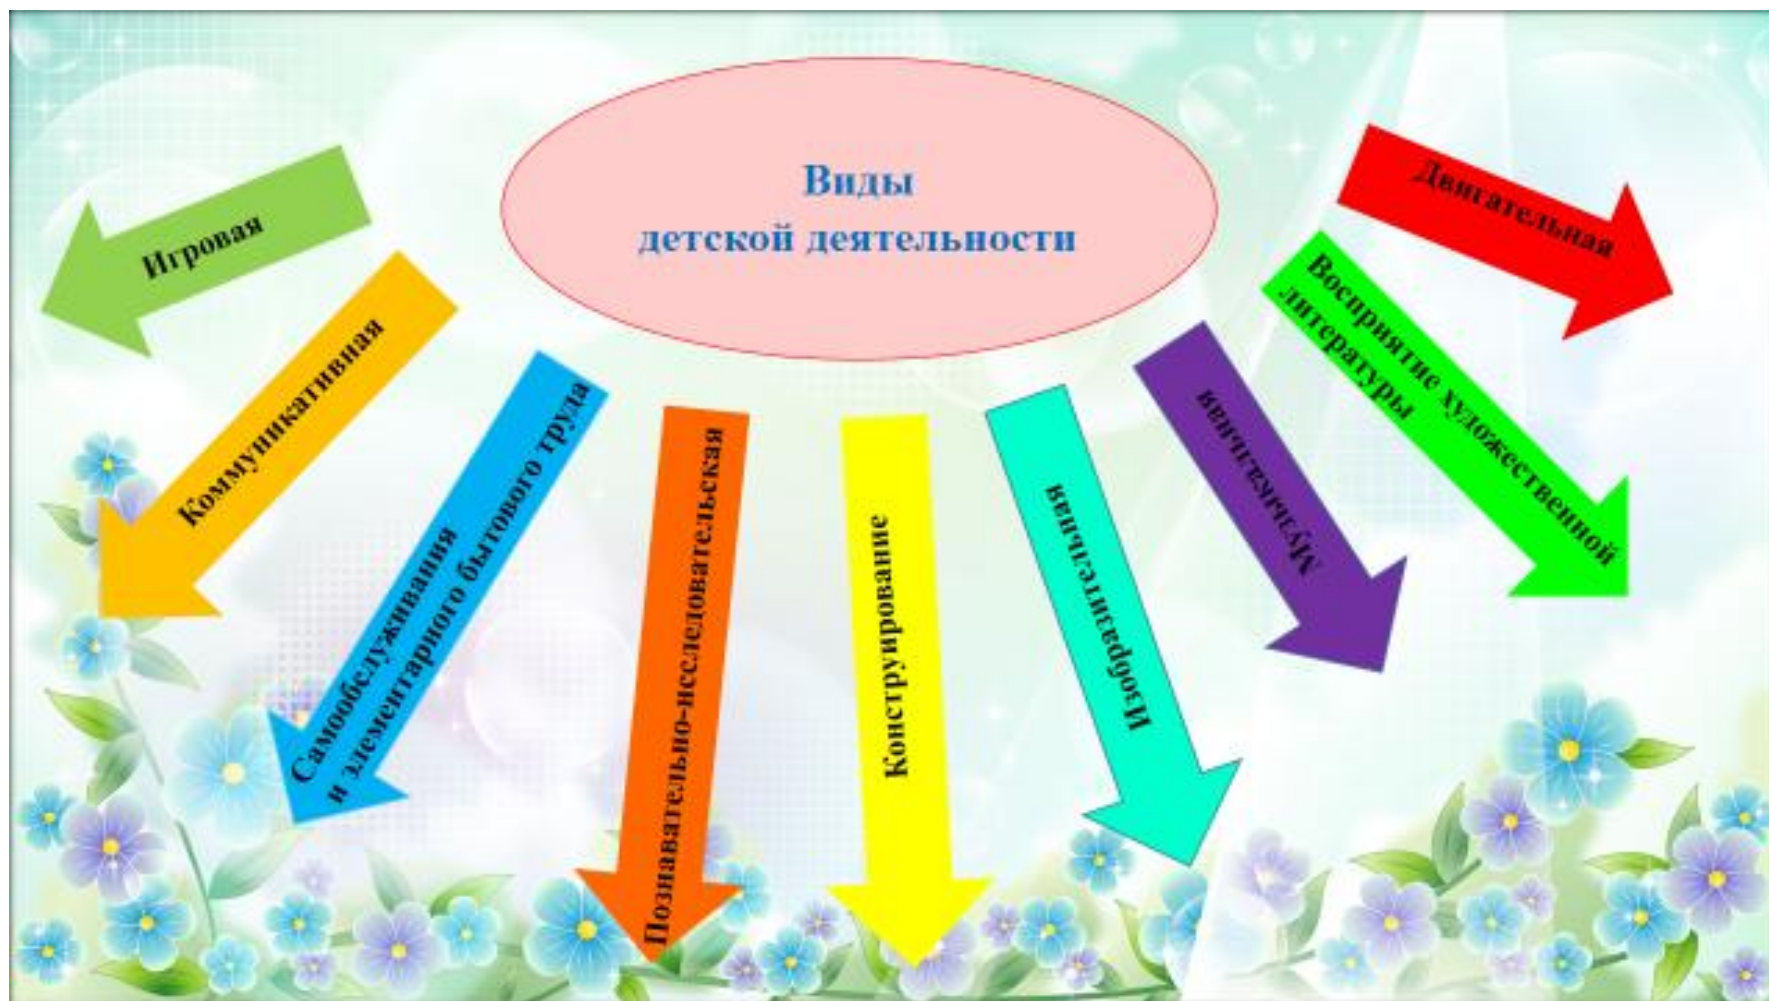 Виды
детской деятельности
Игровая
Коммуникативная
Самообслуживания
и элементарного бытового труда
Познавательно-исследовательская
Конструирование
Изобразительная
Музыкальная
Восприятие художественной
литературы
Двигательная